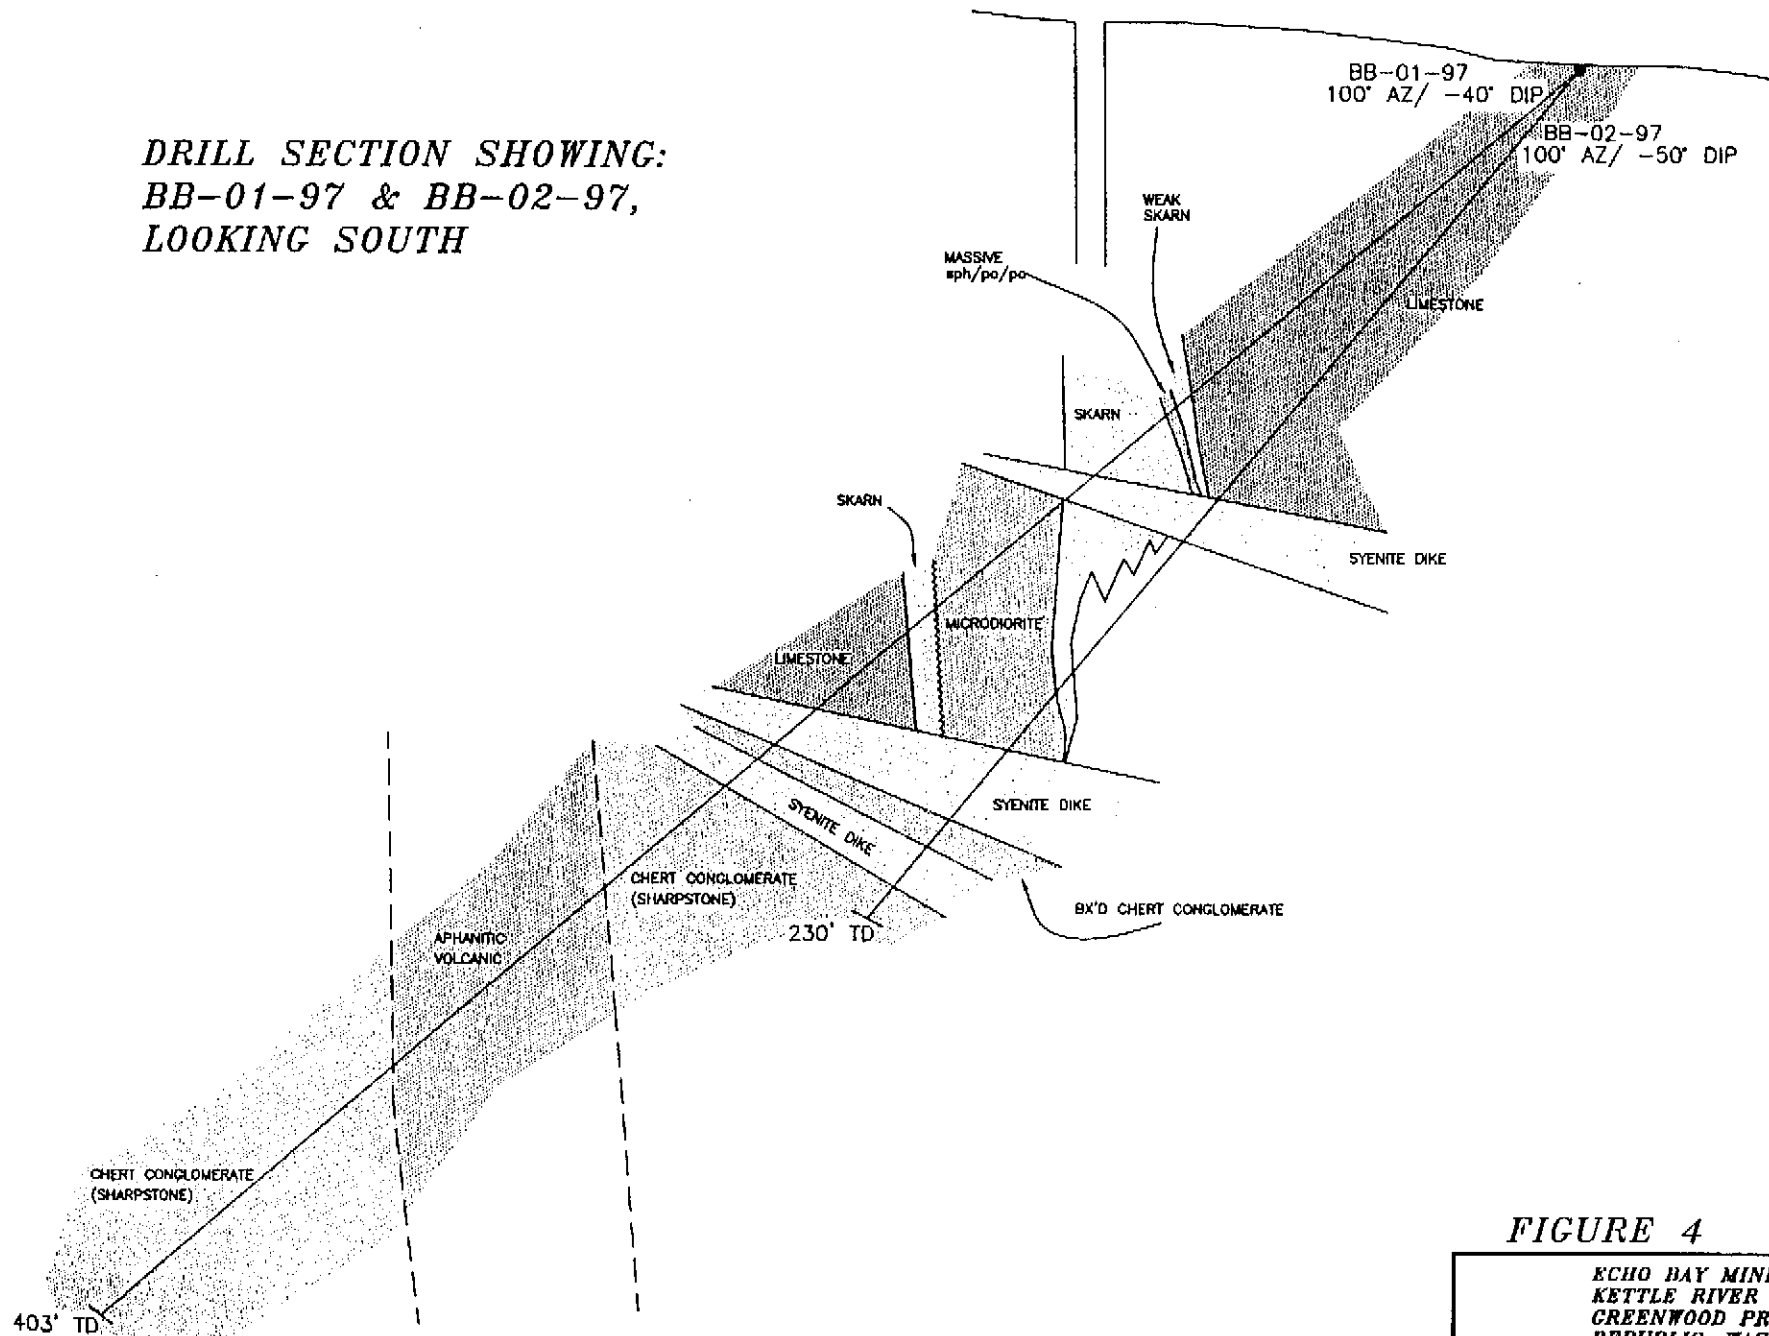 DRILL SECTION SHOWING:
BB-01-97 & BB-02-97,
LOOKING SOUTH
BB-01-97
100° AZ/ -40° DIP
BB-02-97
100° AZ/ -50° DIP
WEAK
SKARN
MASSIVE
sph/po/po
LIMESTONE
SKARN
SKARN
SYENITE DIKE
MICRODIORITE
LIMESTONE
SYENITE DIKE
SYENITE DIKE
CHERT CONGLOMERATE
(SHARPSTONE)
BX'D CHERT CONGLOMERATE
230' TD
APHANITIC
VOLCANIC
CHERT CONGLOMERATE
(SHARPSTONE)
403' TD
FIGURE 4
ECHO BAY MIN
KETTLE RIVER
GREENWOOD PR